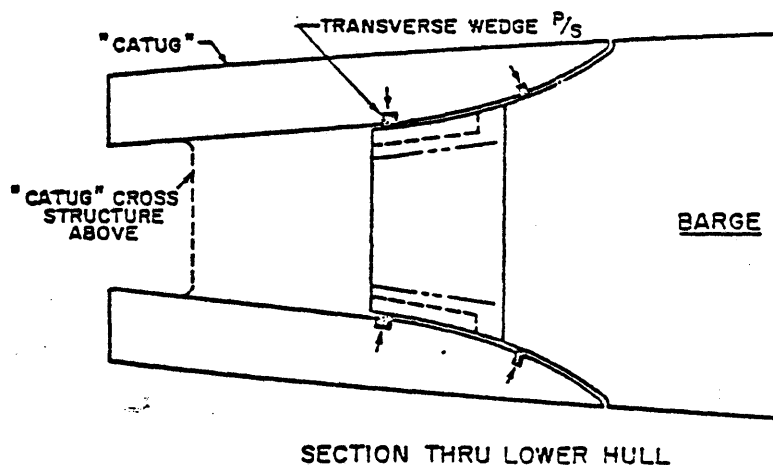 TRANSVERSE WEDGE P/S
"CATUG"
"CATUG" CROSS
STRUCTURE
ABOVE
BARGE
SECTION THRU LOWER HULL